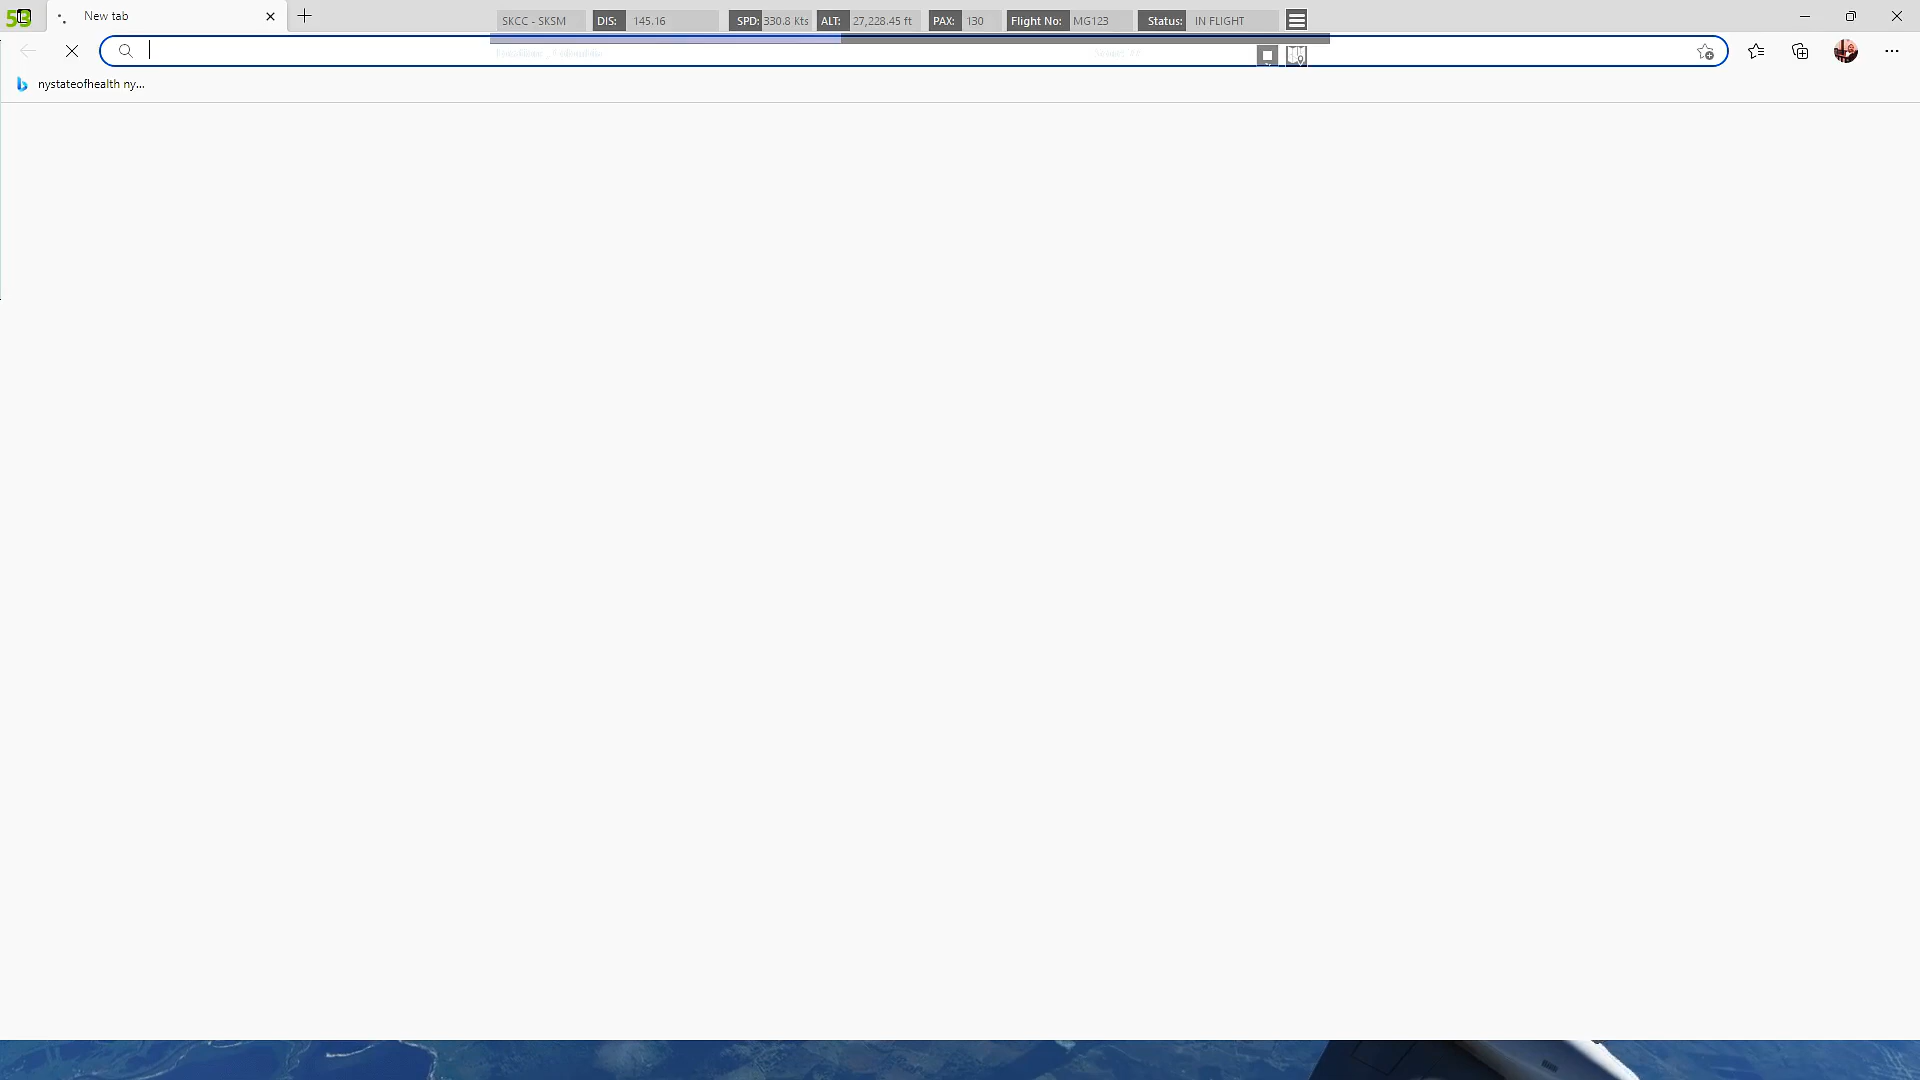 53
New tab
SKCC - SKSM DIS: 145.16 SPD: 330.8 Kts ALT: 27,228.45 ft PAX: 130 Flight No: MG123 Status: IN FLIGHT
nystateofhealth ny...